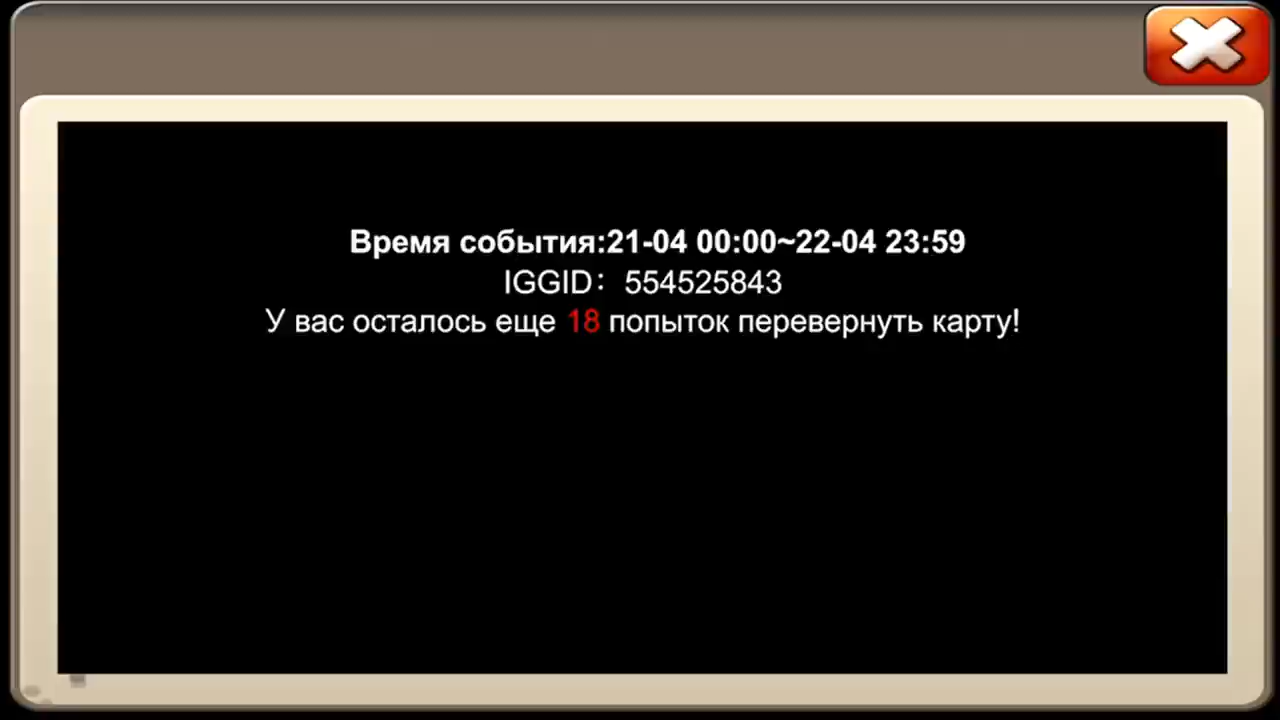 Время события:21-04 00:00~22-04 23:59
IGGID：554525843
У вас осталось еще 18 попыток перевернуть карту!